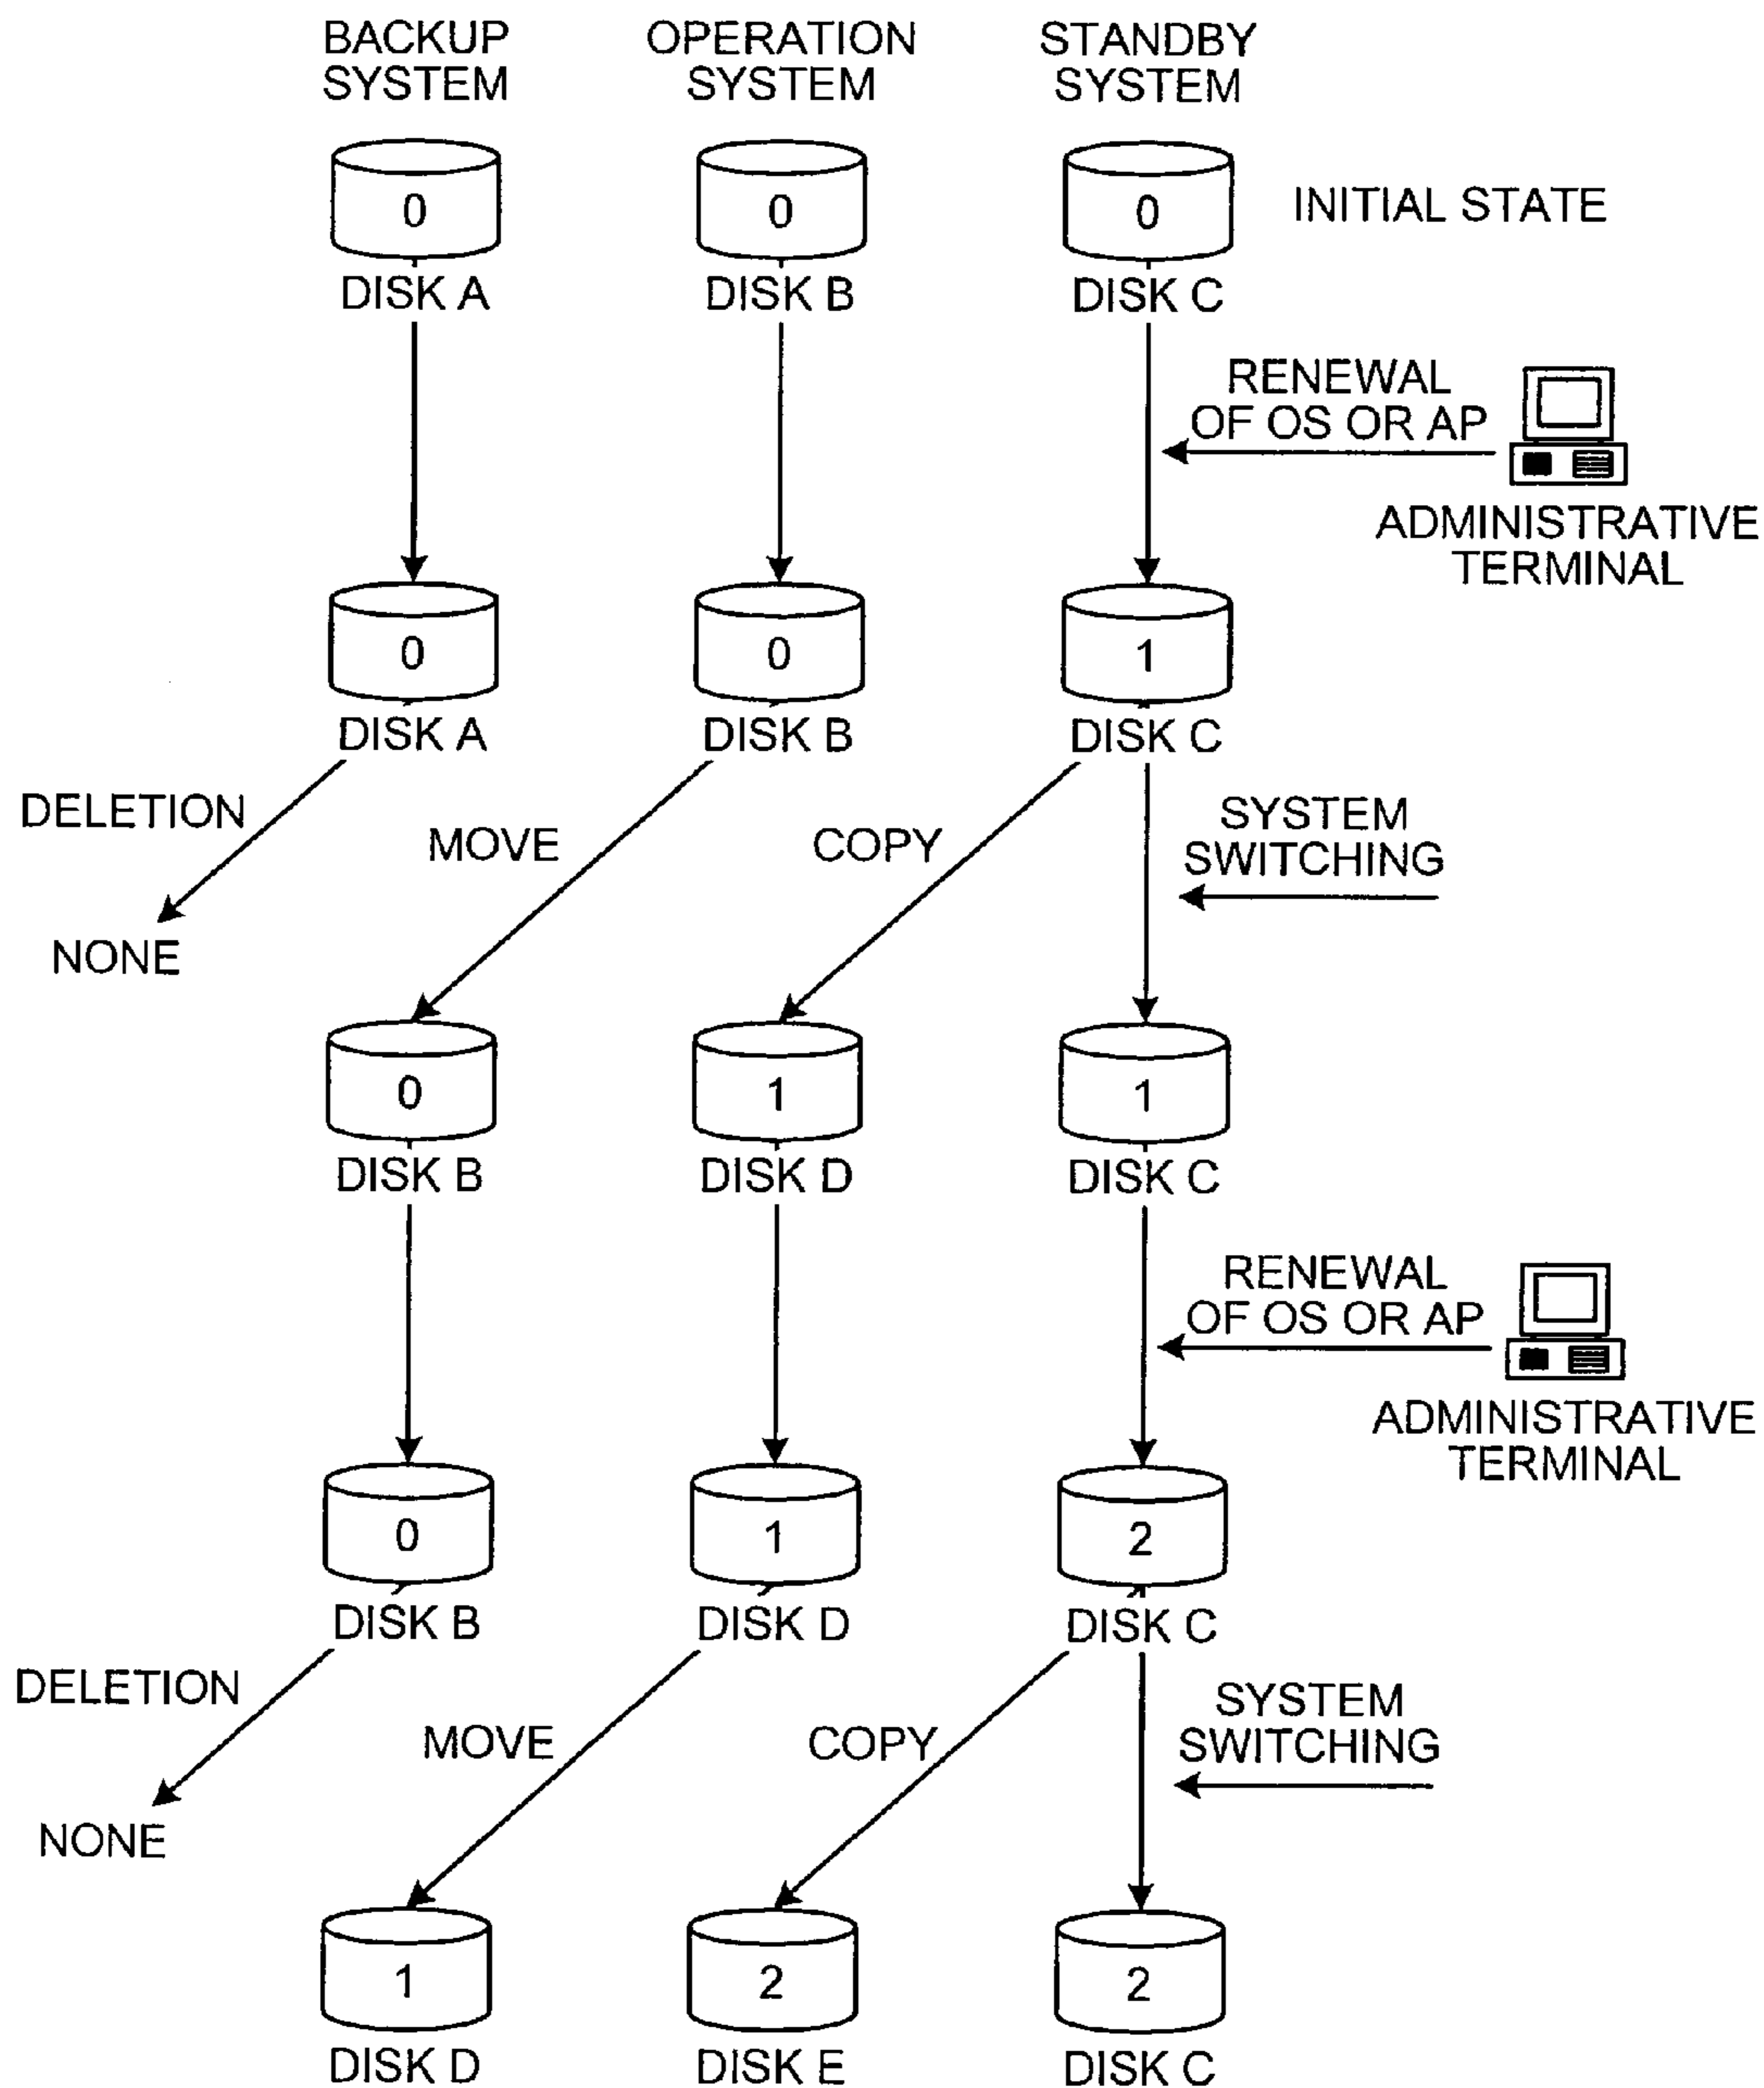 BACKUP
SYSTEM
OPERATION
SYSTEM
STANDBY
SYSTEM
0
0
0
INITIAL STATE
DISK A
DISK B
DISK C
RENEWAL
OF OS OR AP
ADMINISTRATIVE
TERMINAL
0
0
1
DISK A
DISK B
DISK C
DELETION
MOVE
COPY
SYSTEM
SWITCHING
NONE
0
1
1
DISK B
DISK D
DISK C
RENEWAL
OF OS OR AP
ADMINISTRATIVE
TERMINAL
0
1
2
DISK B
DISK D
DISK C
DELETION
MOVE
COPY
SYSTEM
SWITCHING
NONE
1
2
2
DISK D
DISK E
DISK C